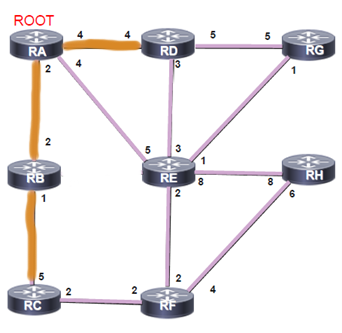 ROOT
4 4 5 5
RA RD RG
2 4 3 1
2 5 3 1
RB RE 8 8 RH
1 2 6
5 2 4
RC 2 2 RF